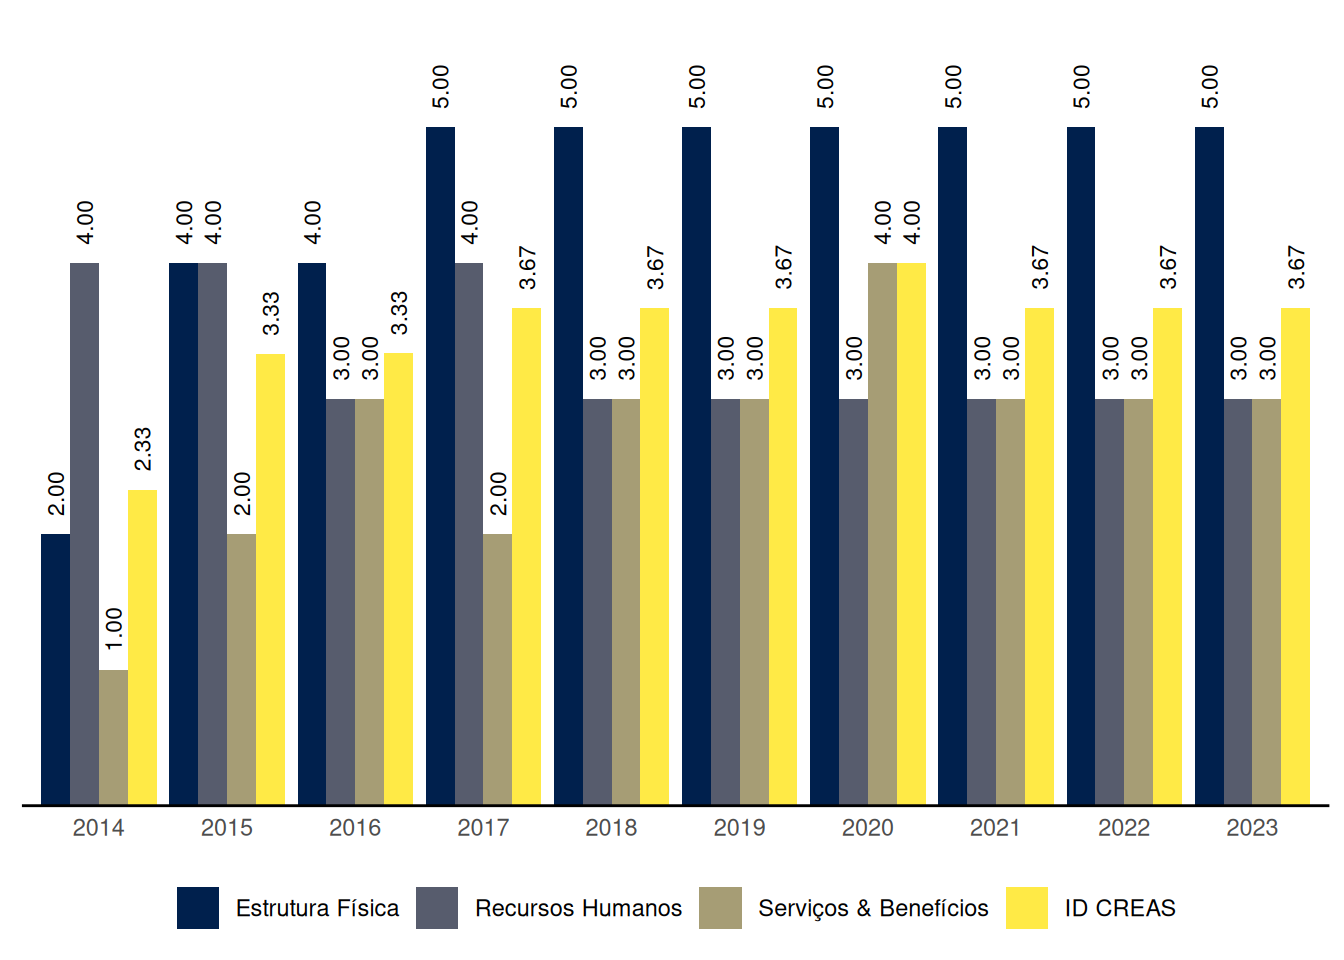 5.00 5.00 5.00 5.00 5.00 5.00 5.00
4.00 4.00 4.00 4.00 4.00 4.00 4.00
3.67 3.67 3.67 3.67 3.67 3.67
3.33 3.33
3.00 3.00 3.00 3.00 3.00 3.00 3.00 3.00 3.00 3.00 3.00 3.00 3.00
2.33
2.00 2.00 2.00
1.00
2014 2015 2016 2017 2018 2019 2020 2021 2022 2023
Estrutura Física Recursos Humanos Serviços & Benefícios ID CREAS